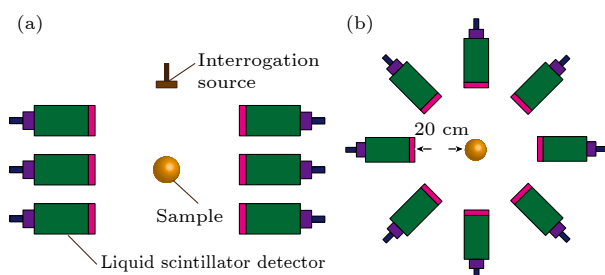 (a)
Interrogation
source
Sample
Liquid scintillator detector
(b)
20 cm